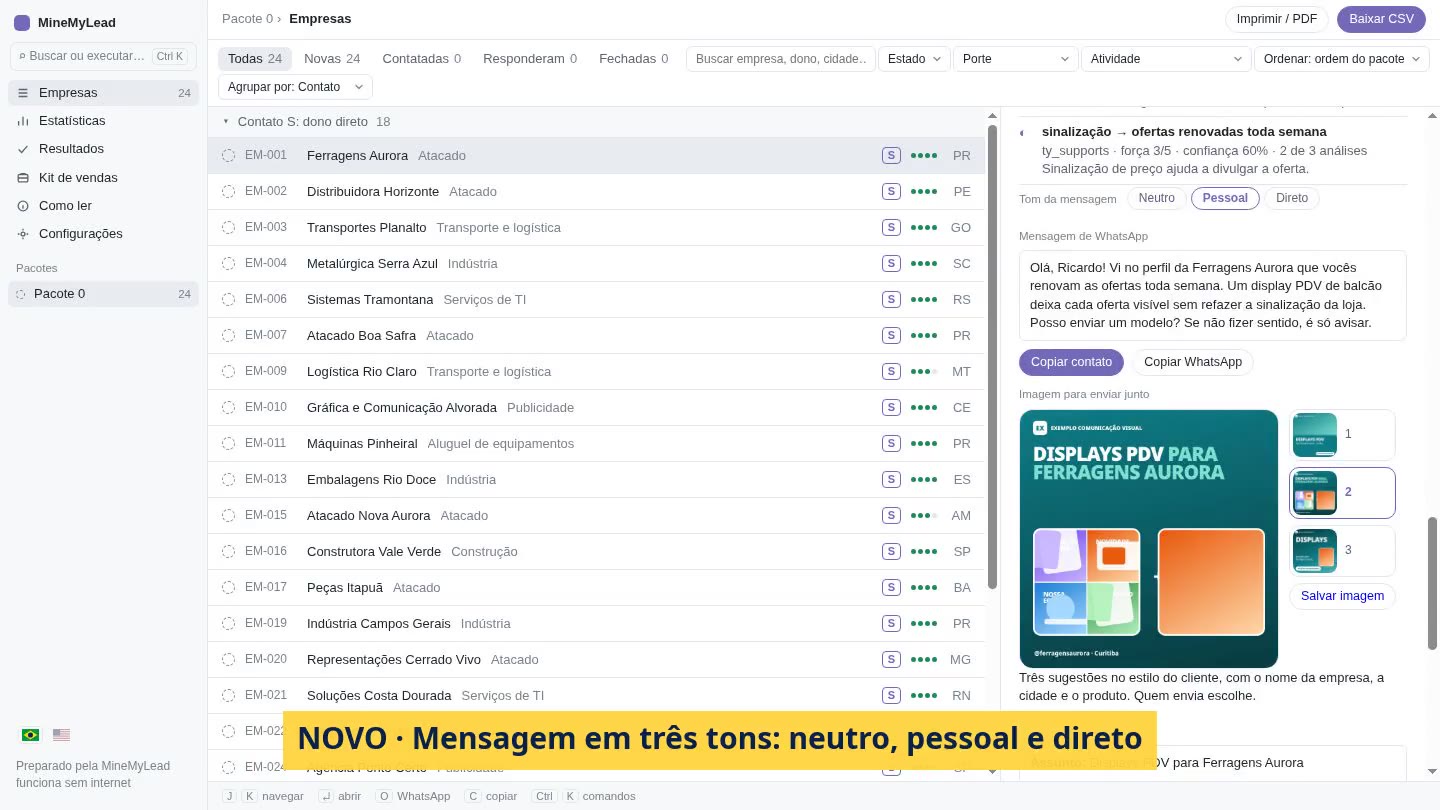 MineMyLead
Buscar ou executar… Ctrl K
Empresas 24
Estatísticas
Resultados
Kit de vendas
Como ler
Configurações
Pacotes
Pacote 0 24
Preparado pela MineMyLead
funciona sem internet
Pacote 0 › Empresas
Imprimir / PDF
Baixar CSV
Todas 24 Novas 24 Contatadas 0 Responderam 0 Fechadas 0
Buscar empresa, dono, cidade… Estado Porte Atividade Ordenar: ordem do pacote
Agrupar por: Contato
Contato S: dono direto 18
EM-001 Ferragens Aurora Atacado S PR
EM-002 Distribuidora Horizonte Atacado S PE
EM-003 Transportes Planalto Transporte e logística S GO
EM-004 Metalúrgica Serra Azul Indústria S SC
EM-006 Sistemas Tramontana Serviços de TI S RS
EM-007 Atacado Boa Safra Atacado S PR
EM-009 Logística Rio Claro Transporte e logística S MT
EM-010 Gráfica e Comunicação Alvorada Publicidade S CE
EM-011 Máquinas Pinheiral Aluguel de equipamentos S PR
EM-013 Embalagens Rio Doce Indústria S ES
EM-015 Atacado Nova Aurora Atacado S AM
EM-016 Construtora Vale Verde Construção S SP
EM-017 Peças Itapuã Atacado S BA
EM-019 Indústria Campos Gerais Indústria S PR
EM-020 Representações Cerrado Vivo Atacado S MG
EM-021 Soluções Costa Dourada Serviços de TI S RN
sinalização → ofertas renovadas toda semana
ty_supports · força 3/5 · confiança 60% · 2 de 3 análises
Sinalização de preço ajuda a divulgar a oferta.
Tom da mensagem Neutro Pessoal Direto
Mensagem de WhatsApp
Olá, Ricardo! Vi no perfil da Ferragens Aurora que vocês
renovam as ofertas toda semana. Um display PDV de balcão
deixa cada oferta visível sem refazer a sinalização da loja.
Posso enviar um modelo? Se não fizer sentido, é só avisar.
Copiar contato Copiar WhatsApp
Imagem para enviar junto
EX EXEMPLO COMUNICAÇÃO VISUAL
DISPLAYS PDV PARA
FERRAGENS AURORA
@ferragensaurora · Curitiba
1
2
DISPLAYS
3
Salvar imagem
Três sugestões no estilo do cliente, com o nome da empresa, a
cidade e o produto. Quem envia escolhe.
NOVO · Mensagem em três tons: neutro, pessoal e direto
PDV para Ferragens Aurora
J K navegar abrir O WhatsApp C copiar Ctrl K comandos